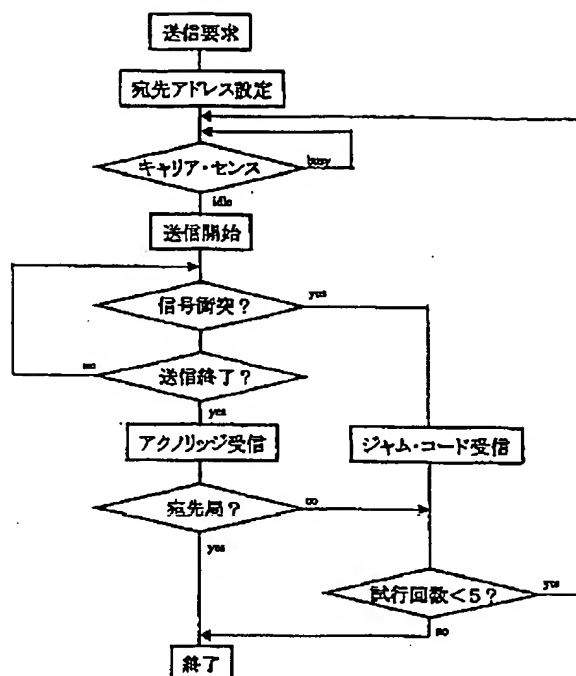 送信要求
宛先アドレス設定
キャリア・センス
busy
idle
送信開始
信号衝突?
yes
送信終了?
no
yes
アクノリッジ受信
ジャム・コード受信
宛先局?
no
yes
試行回数<5?
yes
no
終了